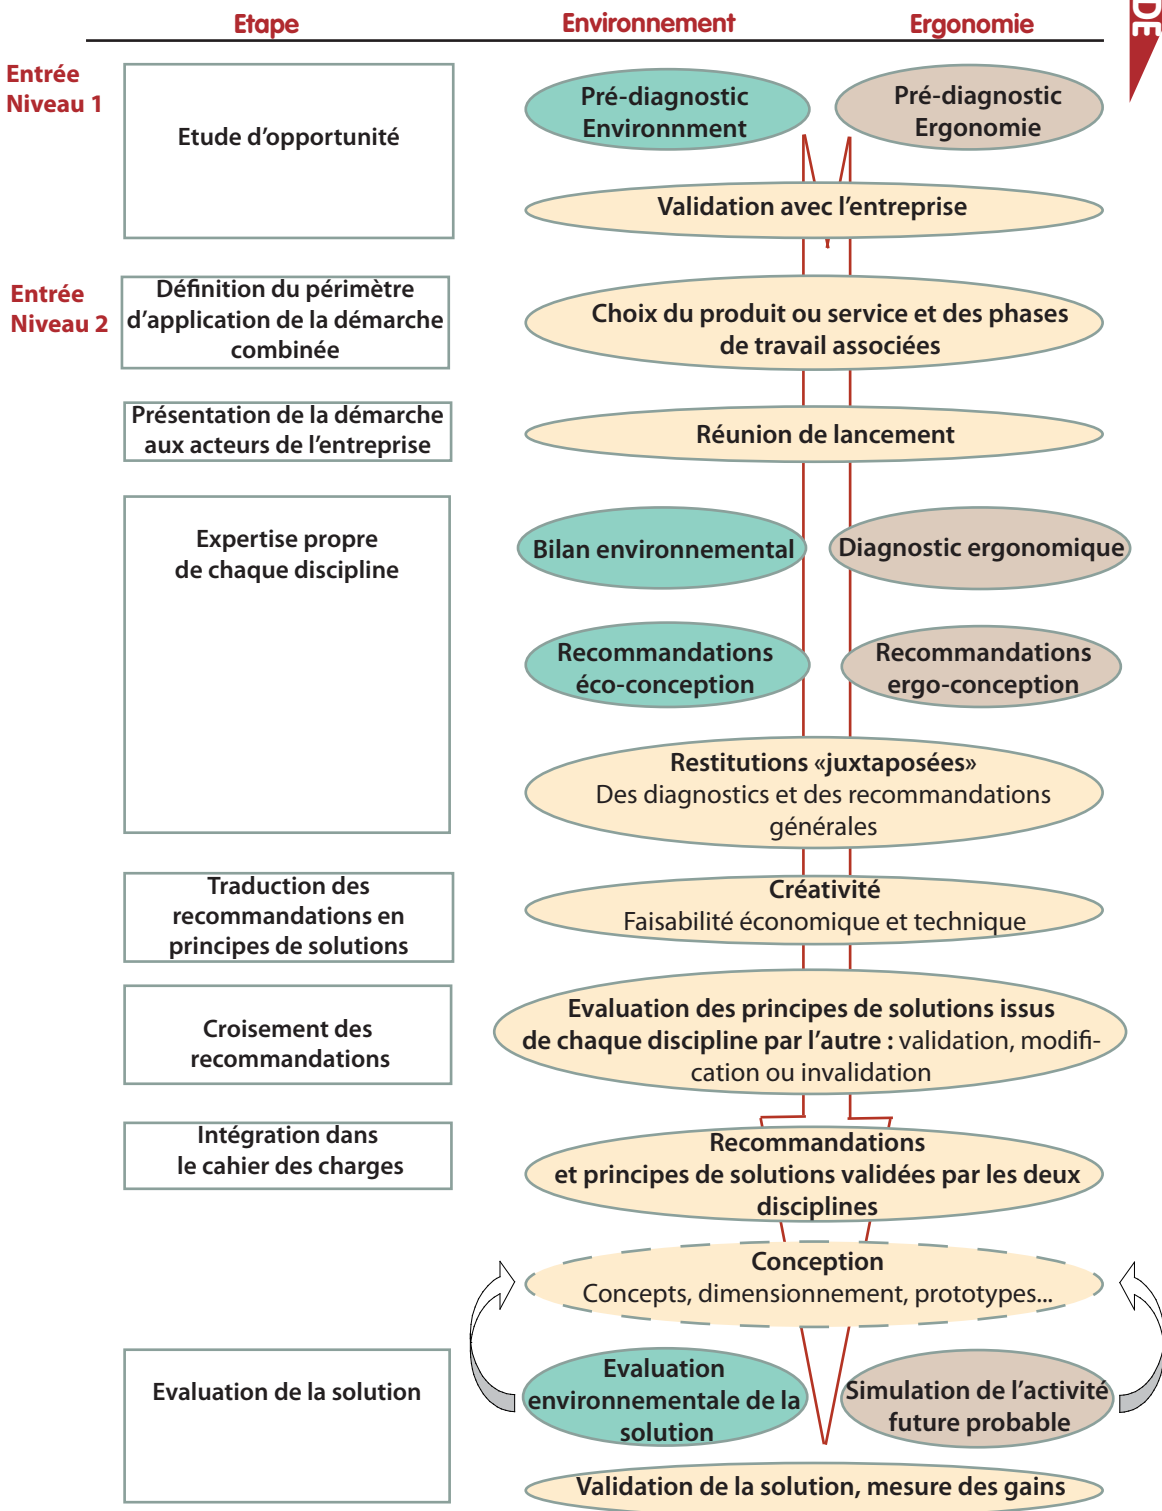 DE
Etape
Environnement
Ergonomie
Entrée
Niveau 1
Etude d’opportunité
Pré-diagnostic
Environnment
Pré-diagnostic
Ergonomie
Validation avec l’entreprise
Entrée
Niveau 2
Définition du périmètre
d’application de la démarche
combinée
Choix du produit ou service et des phases
de travail associées
Présentation de la démarche
aux acteurs de l’entreprise
Réunion de lancement
Expertise propre
de chaque discipline
Bilan environnemental
Diagnostic ergonomique
Recommandations
éco-conception
Recommandations
ergo-conception
Restitutions «juxtaposées»
Des diagnostics et des recommandations
générales
Traduction des
recommandations en
principes de solutions
Créativité
Faisabilité économique et technique
Croisement des
recommandations
Evaluation des principes de solutions issus
de chaque discipline par l’autre : validation, modifi-
cation ou invalidation
Intégration dans
le cahier des charges
Recommandations
et principes de solutions validées par les deux
disciplines
Conception
Concepts, dimensionnement, prototypes...
Evaluation de la solution
Evaluation
environnementale de la
solution
Simulation de l’activité
future probable
Validation de la solution, mesure des gains